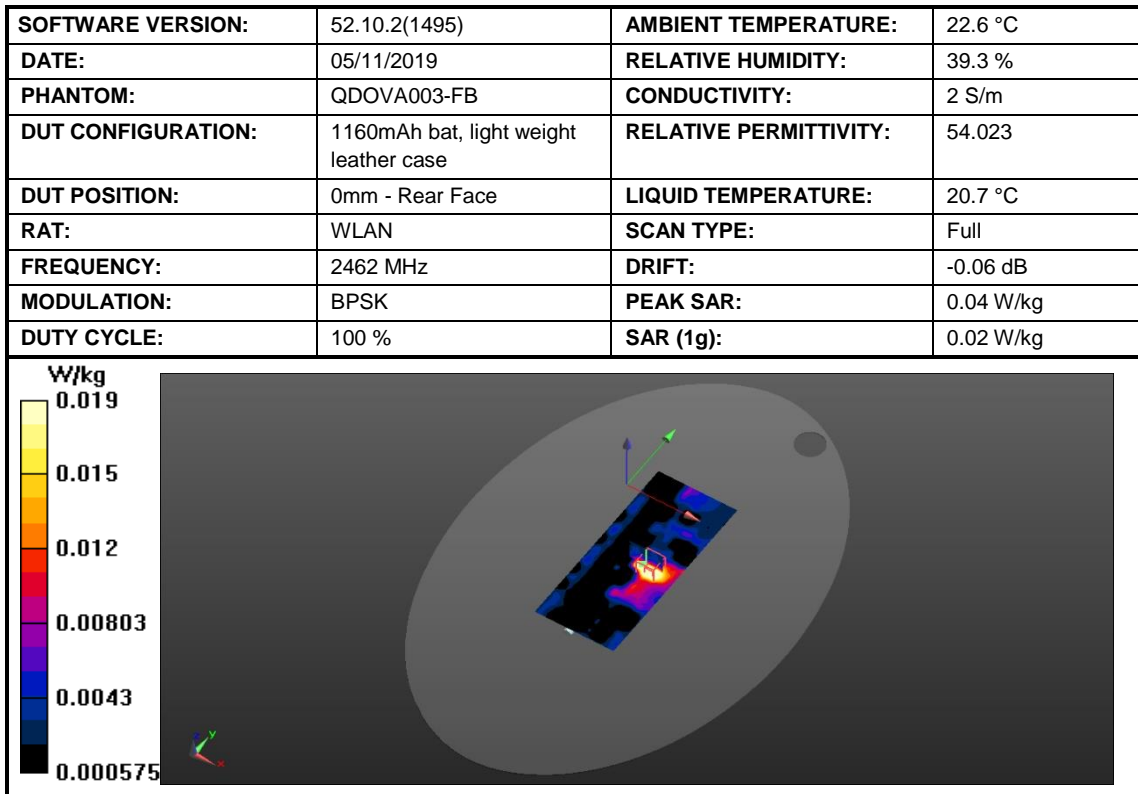 SOFTWARE VERSION: 52.10.2(1495) AMBIENT TEMPERATURE: 22.6 °C
DATE: 05/11/2019 RELATIVE HUMIDITY: 39.3 %
PHANTOM: QDOVA003-FB CONDUCTIVITY: 2 S/m
DUT CONFIGURATION: 1160mAh bat, light weight RELATIVE PERMITTIVITY: 54.023
leather case
DUT POSITION: 0mm - Rear Face LIQUID TEMPERATURE: 20.7 °C
RAT: WLAN SCAN TYPE: Full
FREQUENCY: 2462 MHz DRIFT: -0.06 dB
MODULATION: BPSK PEAK SAR: 0.04 W/kg
DUTY CYCLE: 100 % SAR (1g): 0.02 W/kg
W/kg
0.019
0.015
0.012
0.00803
0.0043
0.000575
z y
x